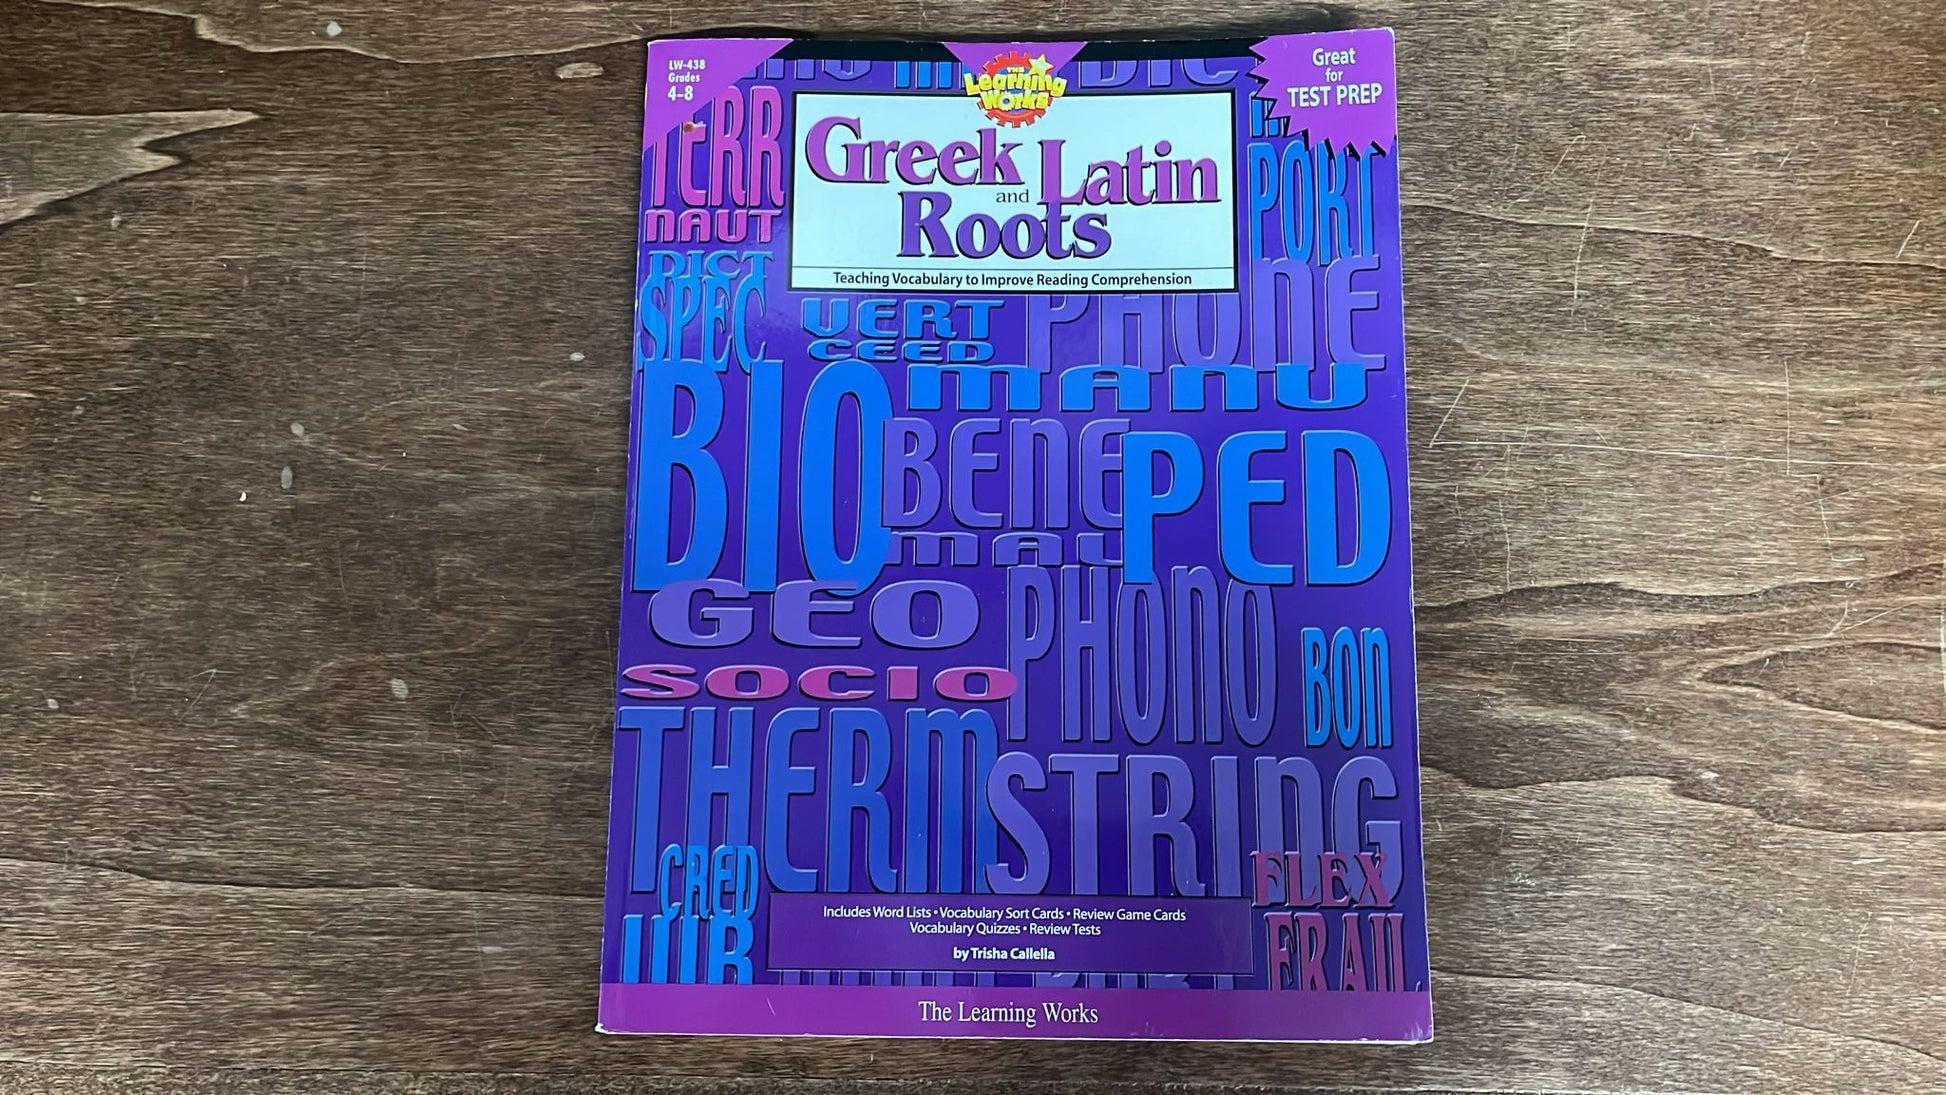 LW-438
Grades
4–8
THE
Learning
Works
Great
for
TEST PREP
Greek and Latin
Roots
Teaching Vocabulary to Improve Reading Comprehension
TERR
NAUT
DICT
SPEC
PORT
PHONE
VERT
CEED
MANU
BIO
BENE
PED
GEO
PHONO
BON
SOCIO
THERM
STRING
CRED
FLEX
Includes Word Lists • Vocabulary Sort Cards • Review Game Cards
Vocabulary Quizzes • Review Tests
by Trisha Callella
The Learning Works